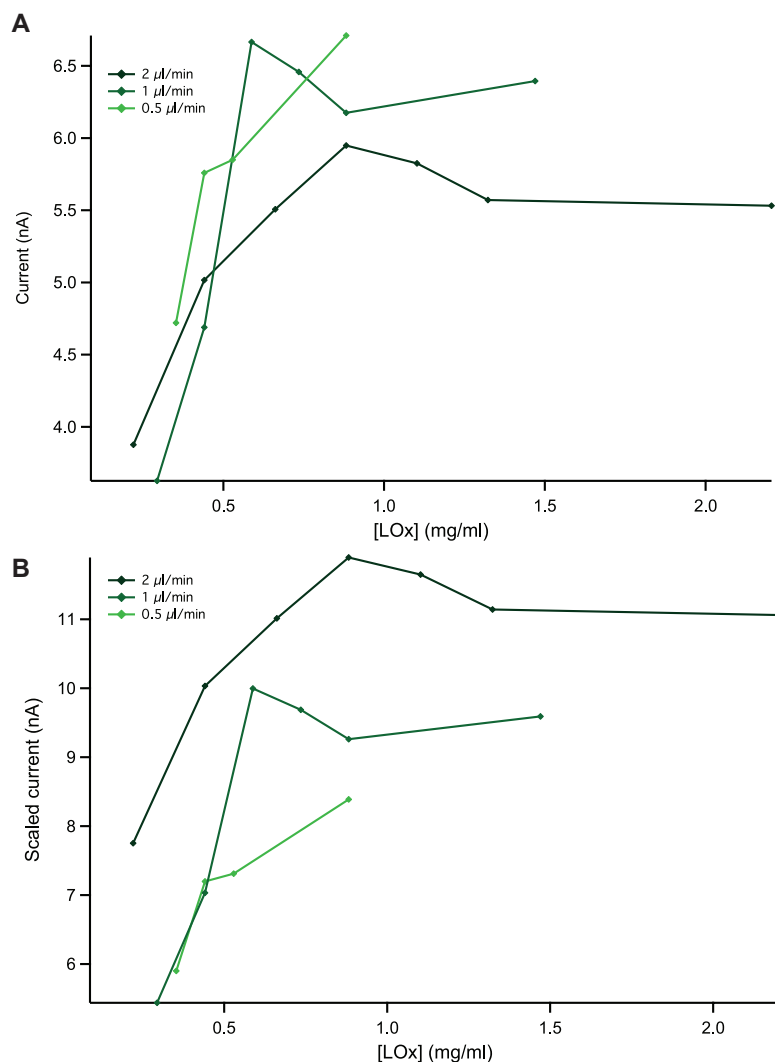 A
2 µl/min
1 µl/min
0.5 µl/min
6.5
6.0
5.5
5.0
4.5
4.0
Current (nA)
0.5 1.0 1.5 2.0
[LOx] (mg/ml)
B
2 µl/min
1 µl/min
0.5 µl/min
11
10
9
8
7
6
Scaled current (nA)
0.5 1.0 1.5 2.0
[LOx] (mg/ml)